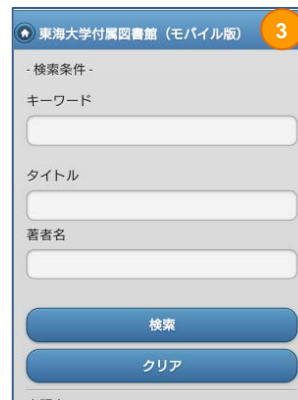 東海大学付属図書館（モバイル版）
3
- 検索条件 -
キーワード
タイトル
著者名
検索
クリア